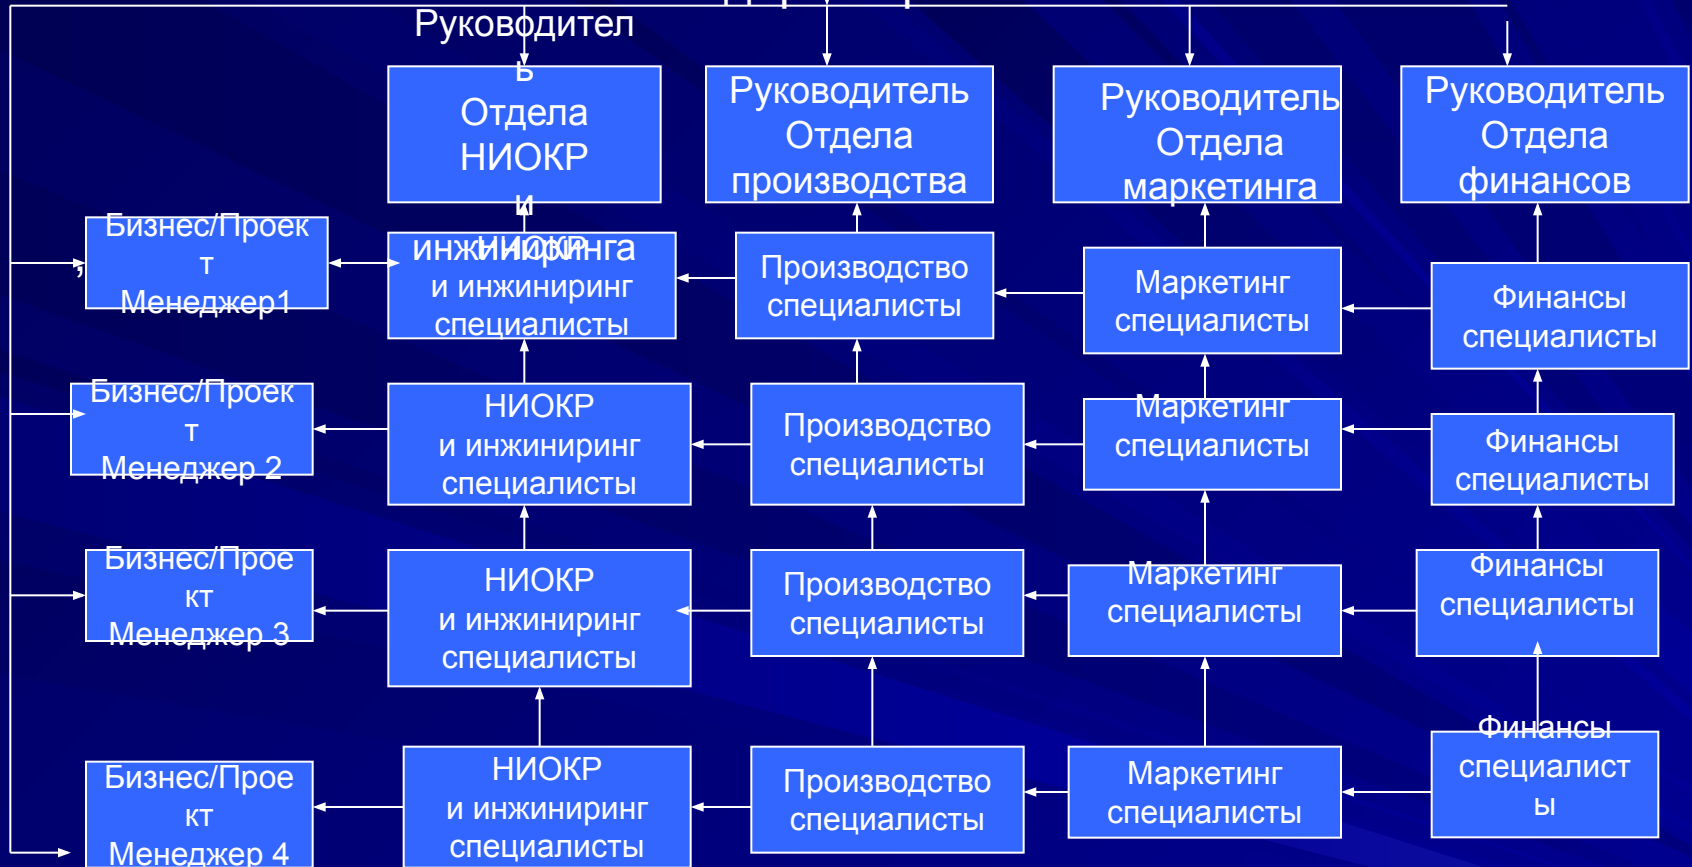 Руководител
ь
Отдела
НИОКР
и
инжиниринга
Руководитель
Отдела
производства
Руководитель
Отдела
маркетинга
Руководитель
Отдела
финансов
,
Бизнес/Проек
т
Менеджер1
НИОКР
и инжиниринг
специалисты
Производство
специалисты
Маркетинг
специалисты
Финансы
специалисты
Бизнес/Проек
т
Менеджер 2
НИОКР
и инжиниринг
специалисты
Производство
специалисты
Маркетинг
специалисты
Финансы
специалисты
Бизнес/Прое
кт
Менеджер 3
НИОКР
и инжиниринг
специалисты
Производство
специалисты
Маркетинг
специалисты
Финансы
специалисты
Бизнес/Прое
кт
Менеджер 4
НИОКР
и инжиниринг
специалисты
Производство
специалисты
Маркетинг
специалисты
Финансы
специалист
ы